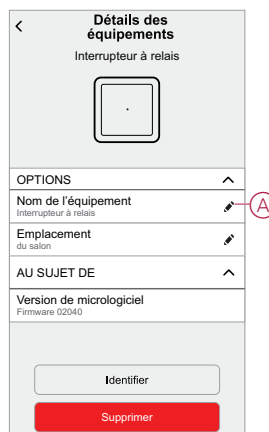 Détails des
équipements
Interrupteur à relais
OPTIONS
Nom de l'équipement
Interrupteur à relais
A
Emplacement
du salon
AU SUJET DE
Version de micrologiciel
Firmware 02040
Identifier
Supprimer